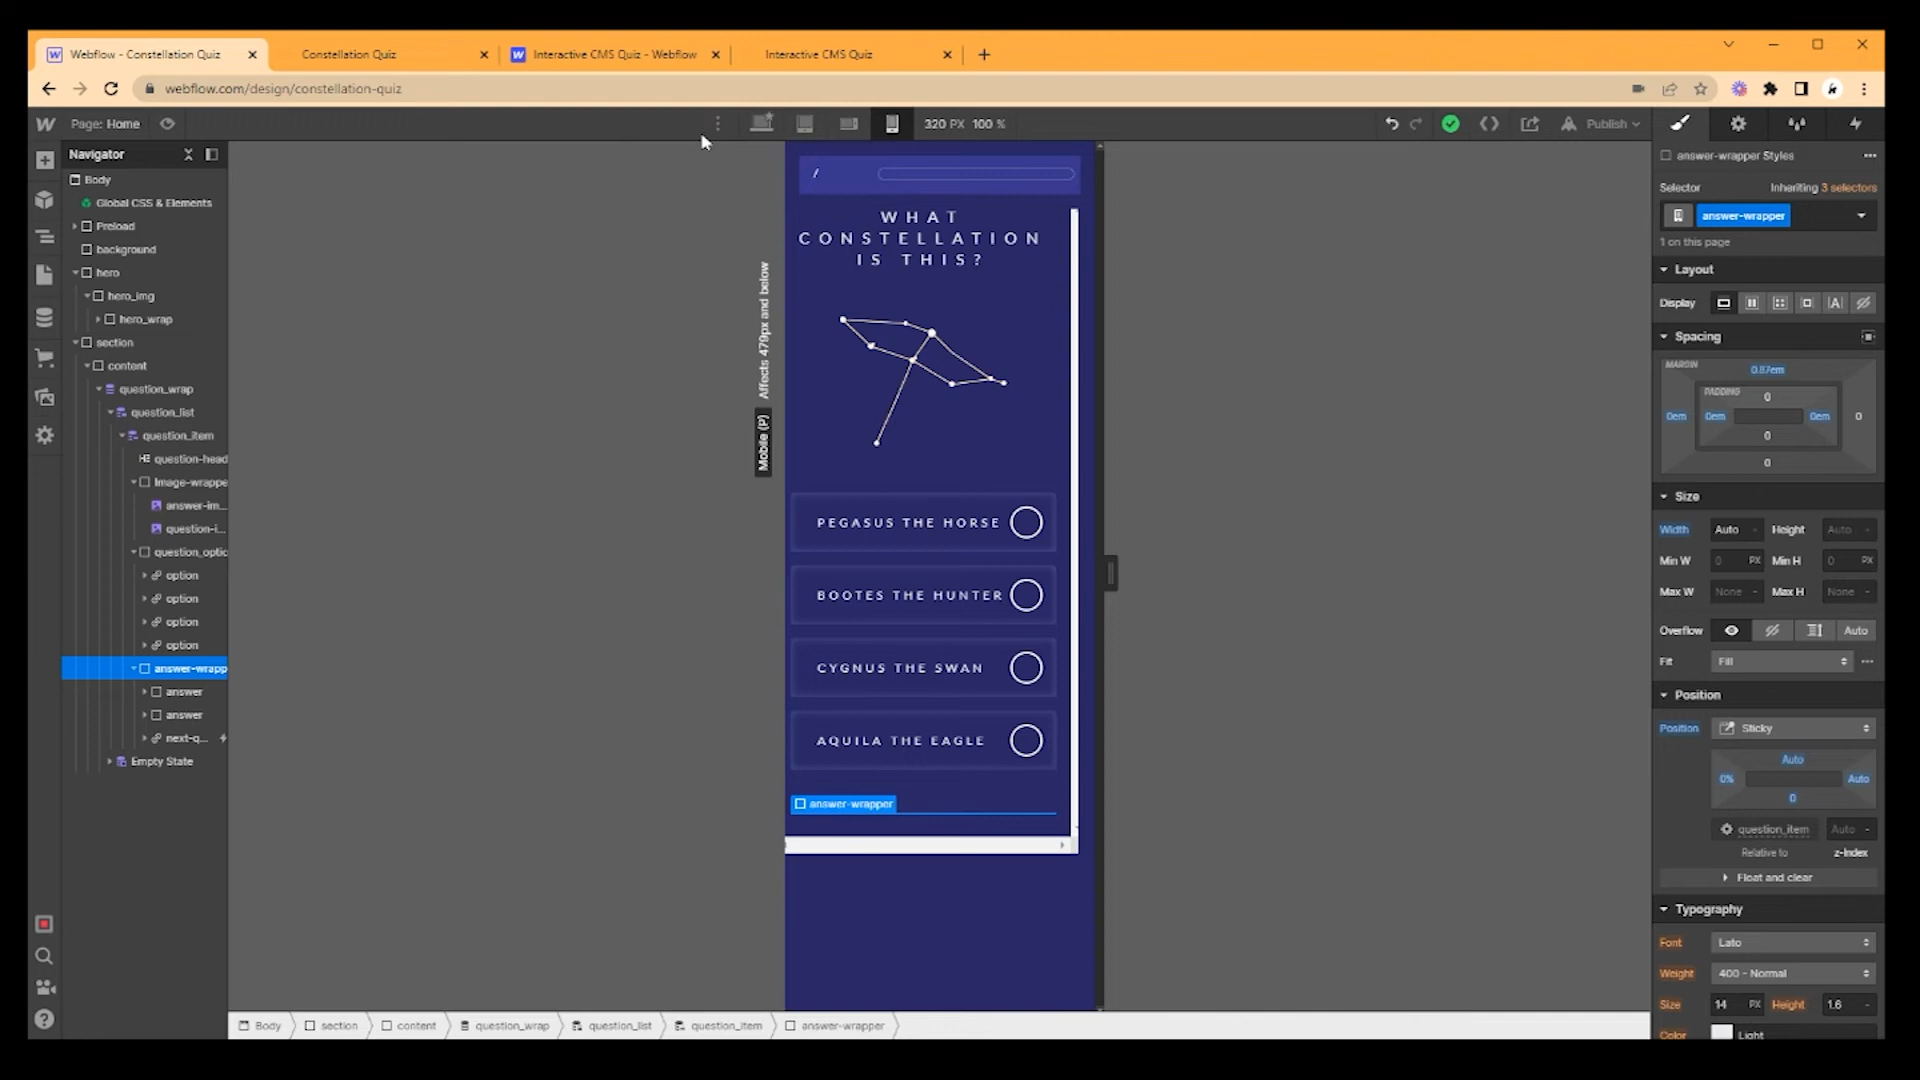 Webflow - Constellation Quiz
Constellation Quiz
Interactive CMS Quiz - Webflow
Interactive CMS Quiz
webflow.com/design/constellation-quiz
Page: Home
320 PX 100 %
Publish
Navigator
Body
Global CSS & Elements
Preload
background
hero
hero_img
hero_wrap
section
content
question_wrap
question_list
question_item
H2 question-head
Image-wrappe
answer-im...
question-i...
question_optic
option
option
option
option
answer-wrapp
answer
answer
next-q...
Empty State
Affects 479px and below
Mobile (P)
/
WHAT
CONSTELLATION
IS THIS?
PEGASUS THE HORSE
BOOTES THE HUNTER
CYGNUS THE SWAN
AQUILA THE EAGLE
answer-wrapper
Body
section
content
question_wrap
question_list
question_item
answer-wrapper
answer-wrapper Styles
Selector
Inheriting 3 selectors
answer-wrapper
1 on this page
Layout
Display
Spacing
MARGIN
0.87em
PADDING
0
0em
0em
0em
0
0
0
Size
Width Auto - Height Auto -
Min W 0 PX Min H 0 PX
Max W None - Max H None -
Overflow Auto
Fit Fill
Position
Position Sticky
Auto
0% Auto
0
question_item Auto -
Relative to z-Index
Float and clear
Typography
Font Lato
Weight 400 - Normal
Size 14 PX Height 1.6 -
Color Light